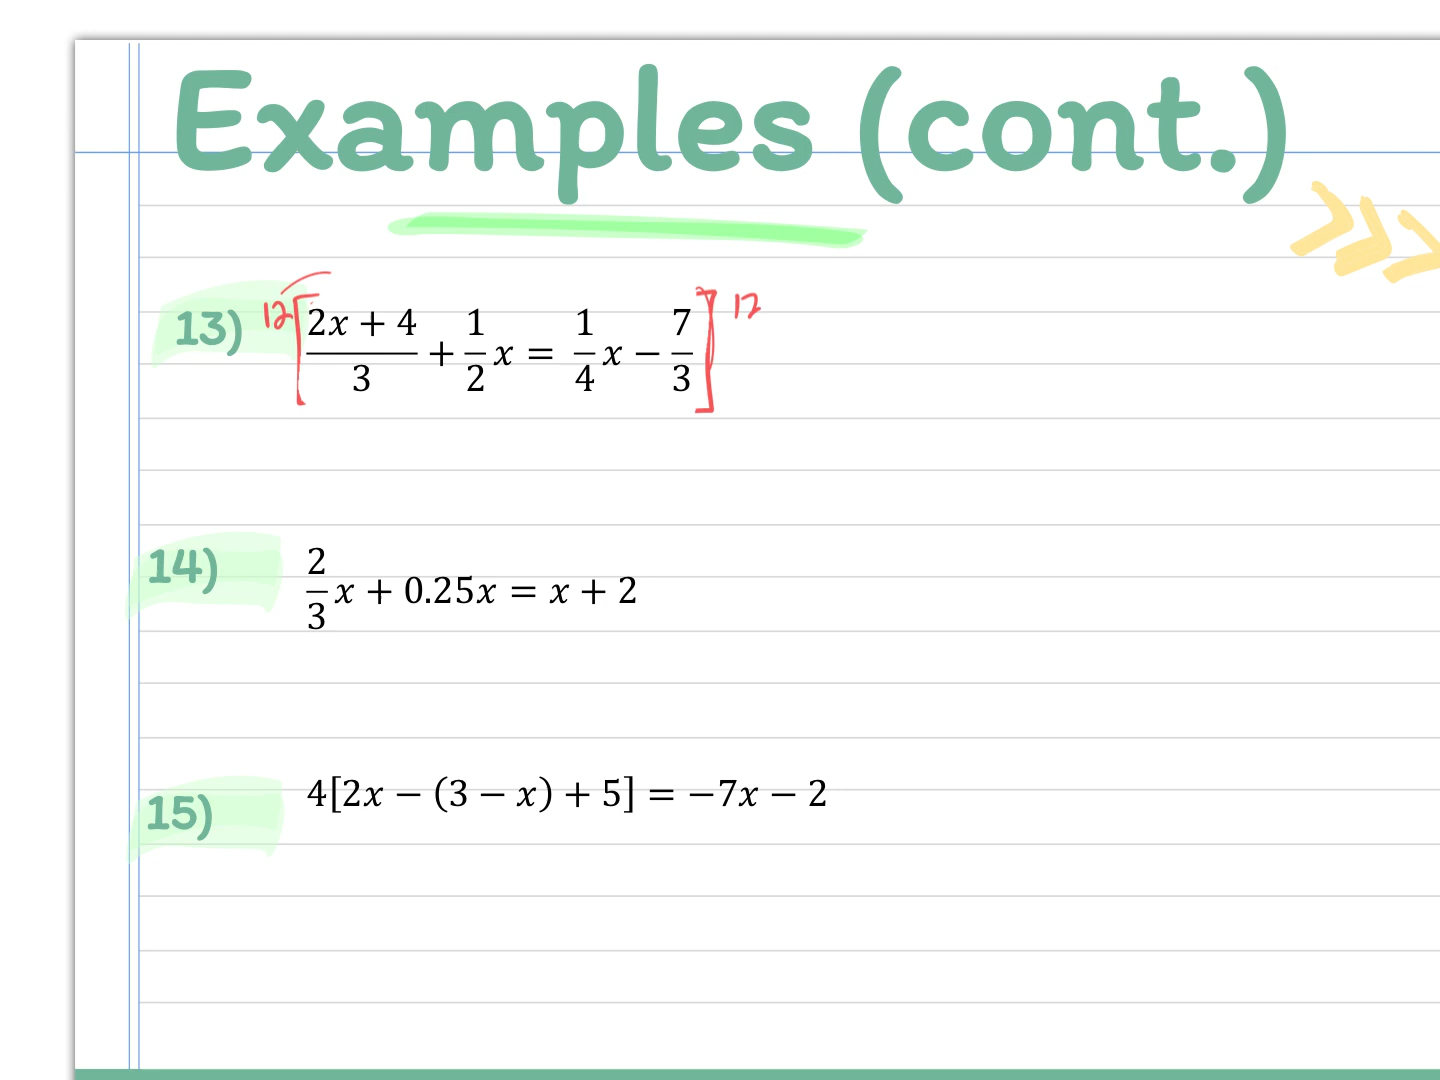 Examples (cont.)
13) 12[(2x + 4)/3 + 1/2 x = 1/4 x − 7/3] 12
14) 2/3 x + 0.25x = x + 2
15) 4[2x − (3 − x) + 5] = −7x − 2